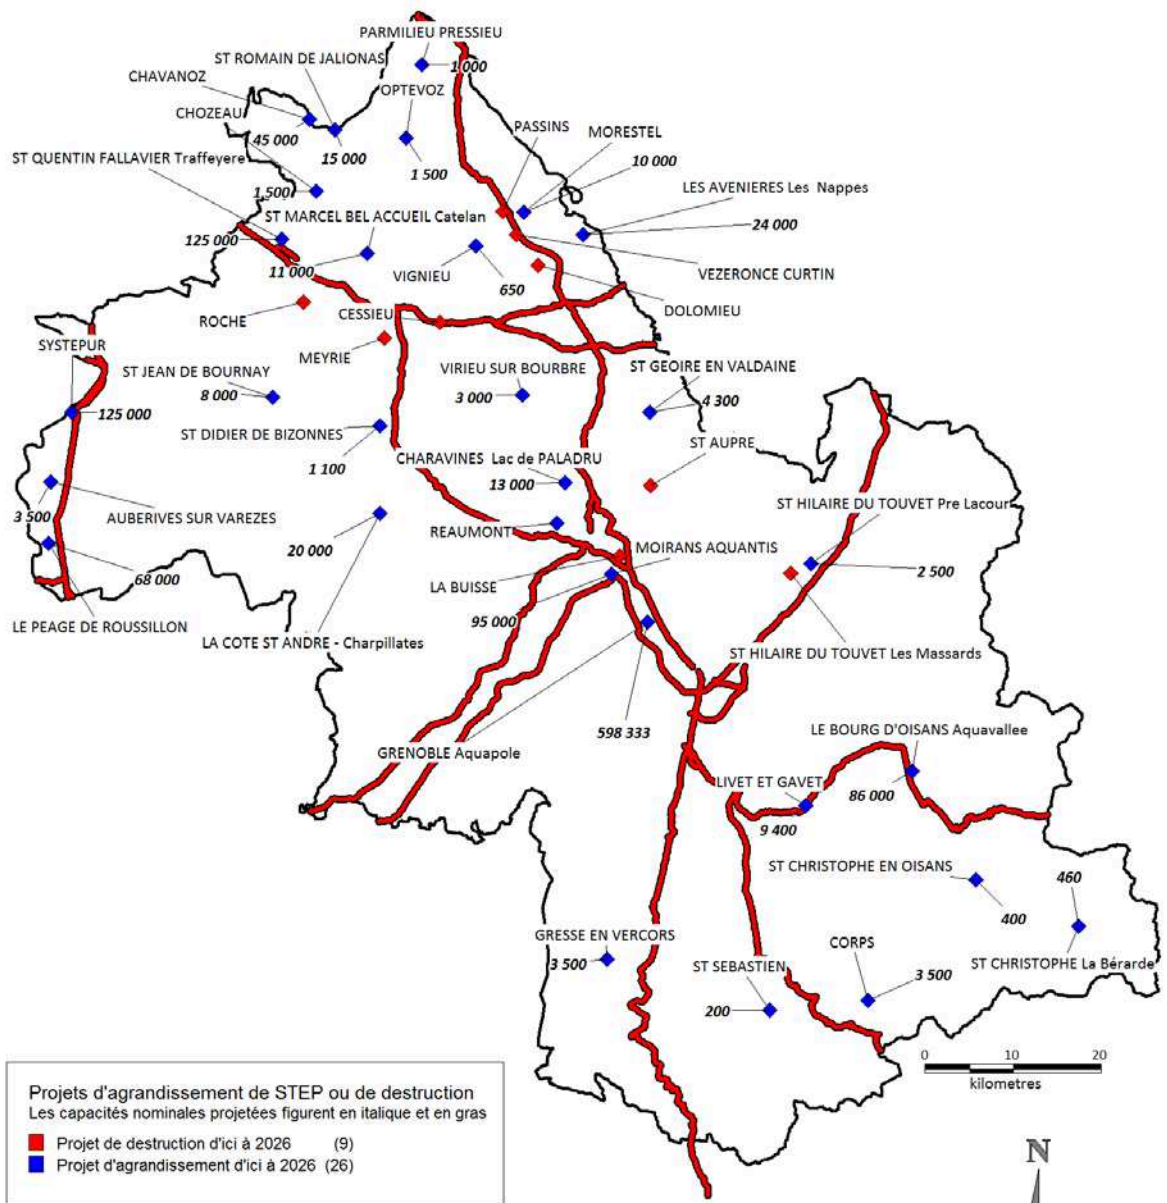 PARMILIEU PRESSIEU
1 000
ST ROMAIN DE JALIONAS
CHAVANOZ
OPTEVOZ
CHOZEAU
45 000
15 000
PASSINS
MORESTEL
10 000
ST QUENTIN FALLAVIER Traffeyere
1 500
1 500
LES AVENIERES Les Nappes
24 000
ST MARCEL BEL ACCUEIL Catelan
125 000
11 000
VIGNIEU
650
VEZERONCE CURTIN
DOLOMIEU
ROCHE
CESSIEU
MEYRIE
SYSTEPUR
125 000
ST JEAN DE BOURNAY
8 000
VIRIEU SUR BOURBRE
3 000
ST GEOIRE EN VALDAINE
4 300
ST DIDIER DE BIZONNES
1 100
ST AUPRE
CHARAVINES Lac de PALADRU
13 000
3 500
AUBERIVES SUR VAREZES
ST HILAIRE DU TOUVET Pre Lacour
2 500
20 000
REAUMONT
MOIRANS AQUANTIS
68 000
LA BUISSE
95 000
LE PEAGE DE ROUSSILLON
LA COTE ST ANDRE - Charpillates
ST HILAIRE DU TOUVET Les Massards
598 333
GRENOBLE Aquapole
LE BOURG D'OISANS Aquavallee
LIVET ET GAVET
86 000
9 400
ST CHRISTOPHE EN OISANS
400
460
ST CHRISTOPHE La Bérarde
GRESSE EN VERCORS
3 500
CORPS
3 500
ST SEBASTIEN
200
0 10 20
kilometres
Projets d'agrandissement de STEP ou de destruction
Les capacités nominales projetées figurent en italique et en gras
Projet de destruction d'ici à 2026 (9)
Projet d'agrandissement d'ici à 2026 (26)
N